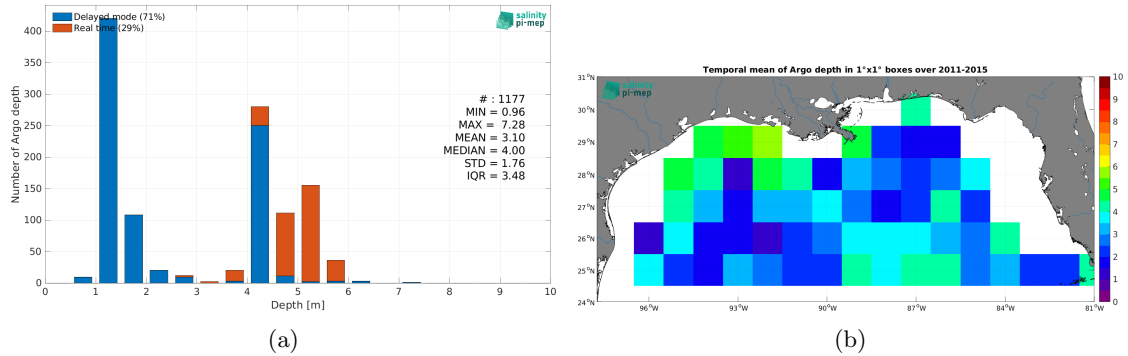 Delayed mode (71%)
Real time (29%)
salinity
pi-mep
# : 1177
MIN = 0.96
MAX = 7.28
MEAN = 3.10
MEDIAN = 4.00
STD = 1.76
IQR = 3.48
Number of Argo depth
400
350
300
250
200
150
100
50
0
0 1 2 3 4 5 6 7 8 9 10
Depth [m]
(a)
Temporal mean of Argo depth in 1°x1° boxes over 2011-2015
salinity
pi-mep
31°N
30°N
29°N
28°N
27°N
26°N
25°N
96°W 93°W 90°W 87°W 84°W 81°W
10
9
8
7
6
5
4
3
2
1
0
(b)